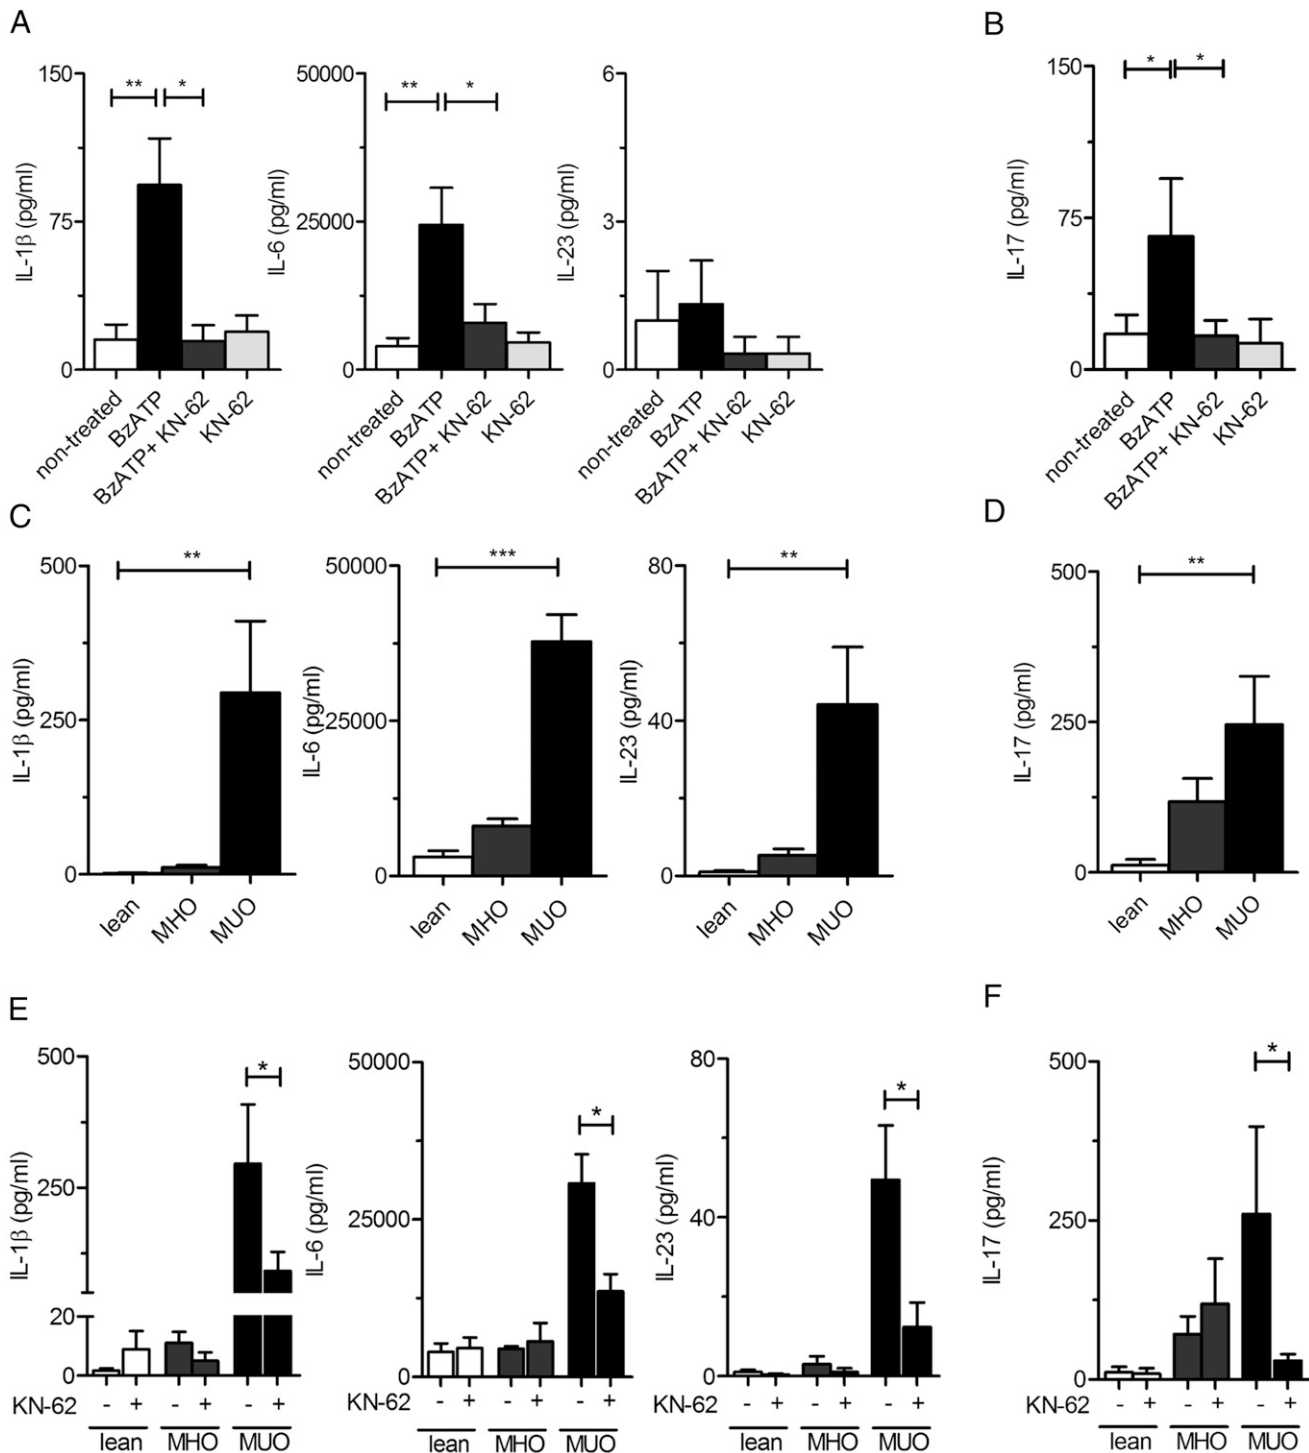 A
150
75
0
IL-1β (pg/ml)
**
*
non-treated
BzATP
BzATP+ KN-62
KN-62
50000
25000
0
IL-6 (pg/ml)
**
*
non-treated
BzATP
BzATP+ KN-62
KN-62
6
3
0
IL-23 (pg/ml)
non-treated
BzATP
BzATP+ KN-62
KN-62
B
150
75
0
IL-17 (pg/ml)
*
*
non-treated
BzATP
BzATP+ KN-62
KN-62
C
500
250
0
IL-1β (pg/ml)
**
lean
MHO
MUO
50000
25000
0
IL-6 (pg/ml)
***
lean
MHO
MUO
80
40
0
IL-23 (pg/ml)
**
lean
MHO
MUO
D
500
250
0
IL-17 (pg/ml)
**
lean
MHO
MUO
E
500
250
20
0
IL-1β (pg/ml)
*
KN-62 - + - + - +
lean MHO MUO
50000
25000
0
IL-6 (pg/ml)
*
KN-62 - + - + - +
lean MHO MUO
80
40
0
IL-23 (pg/ml)
*
KN-62 - + - + - +
lean MHO MUO
F
500
250
0
IL-17 (pg/ml)
*
KN-62 - + - + - +
lean MHO MUO